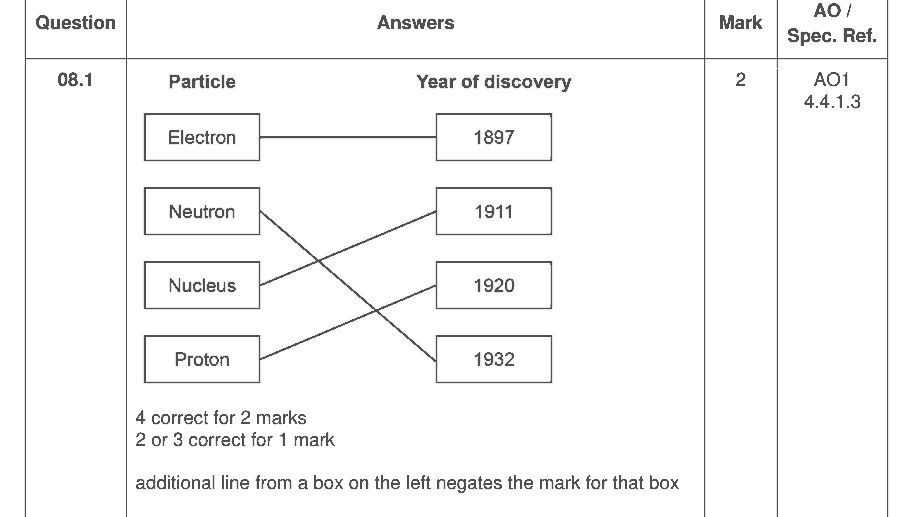 Question Answers Mark AO /
Spec. Ref.
08.1 Particle Year of discovery 2 AO1
4.4.1.3
Electron 1897
Neutron 1911
Nucleus 1920
Proton 1932
4 correct for 2 marks
2 or 3 correct for 1 mark
additional line from a box on the left negates the mark for that box